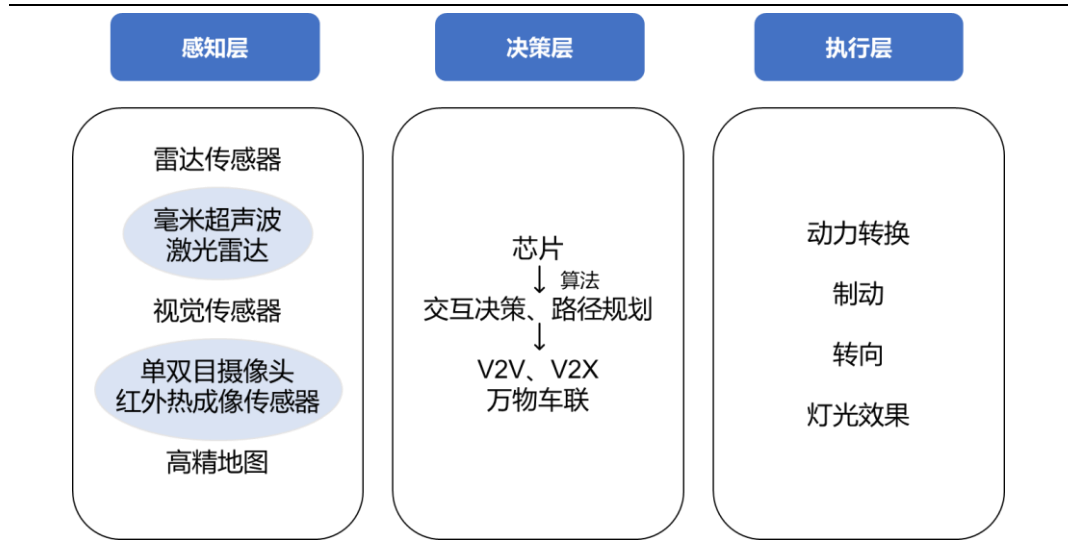 感知层
雷达传感器
毫米超声波
激光雷达
视觉传感器
单双目摄像头
红外热成像传感器
高精地图
决策层
芯片
算法
交互决策、路径规划
V2V、V2X
万物车联
执行层
动力转换
制动
转向
灯光效果